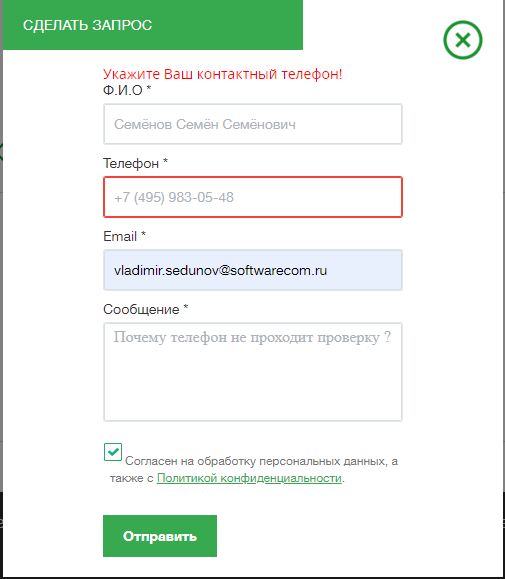 СДЕЛАТЬ ЗАПРОС
Укажите Ваш контактный телефон!
Ф.И.О *
Семёнов Семён Семёнович
Телефон *
+7 (495) 983-05-48
Email *
vladimir.sedunov@softwarecom.ru
Сообщение *
Почему телефон не проходит проверку ?
Согласен на обработку персональных данных, а
также с Политикой конфиденциальности.
Отправить